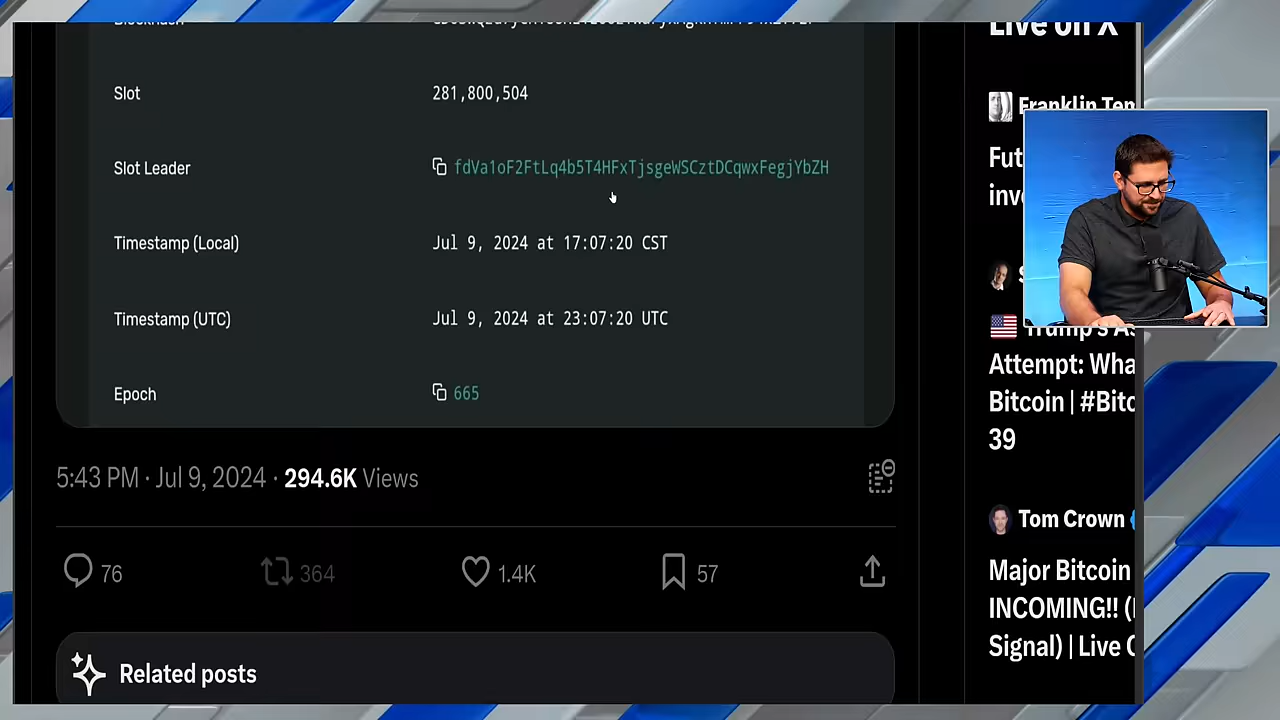 Live on X
Slot
281,800,504
Franklin Tem
Slot Leader
fdVa1oF2FtLq4b5T4HFxTjsgeWSCztDCqwxFegjYbZH
Fut
inv
Timestamp (Local)
Jul 9, 2024 at 17:07:20 CST
Timestamp (UTC)
Jul 9, 2024 at 23:07:20 UTC
Trump's As
Attempt: Wha
Bitcoin | #Bitc
39
Epoch
665
5:43 PM · Jul 9, 2024 · 294.6K Views
Tom Crown
76
364
1.4K
57
Major Bitcoin
INCOMING!! (
Signal) | Live
Related posts